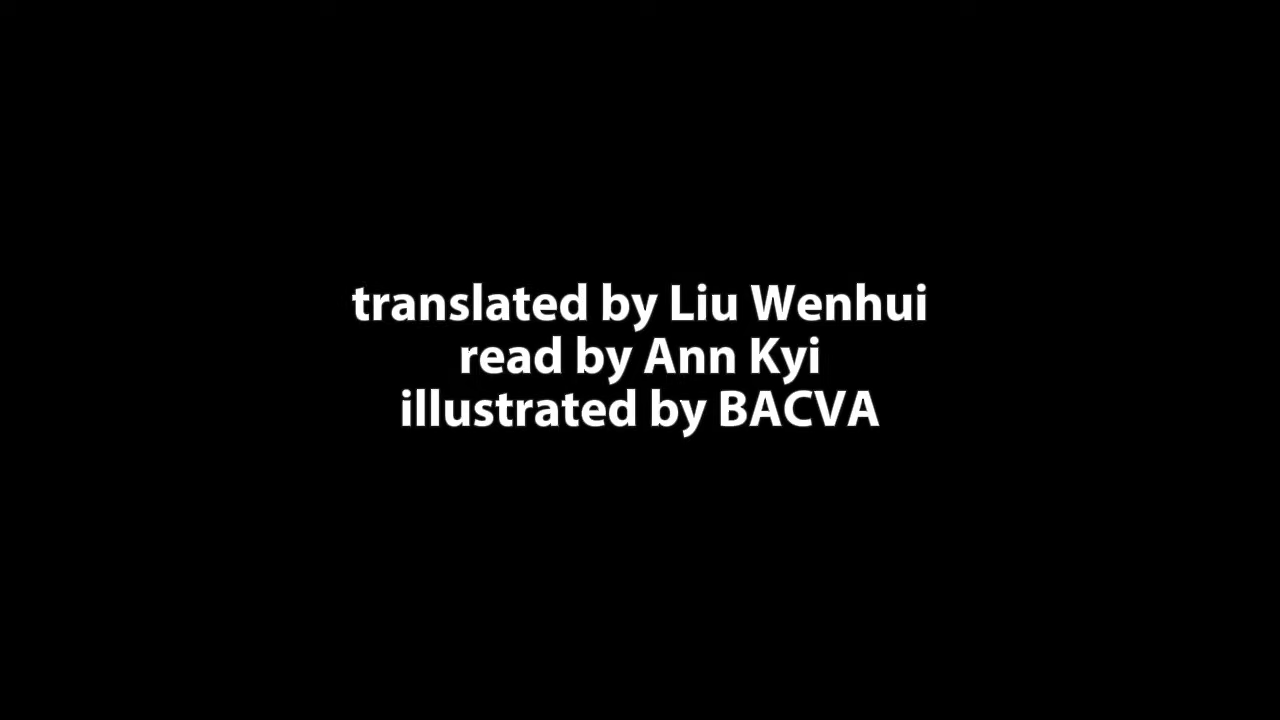 translated by Liu Wenhui
read by Ann Kyi
illustrated by BACVA